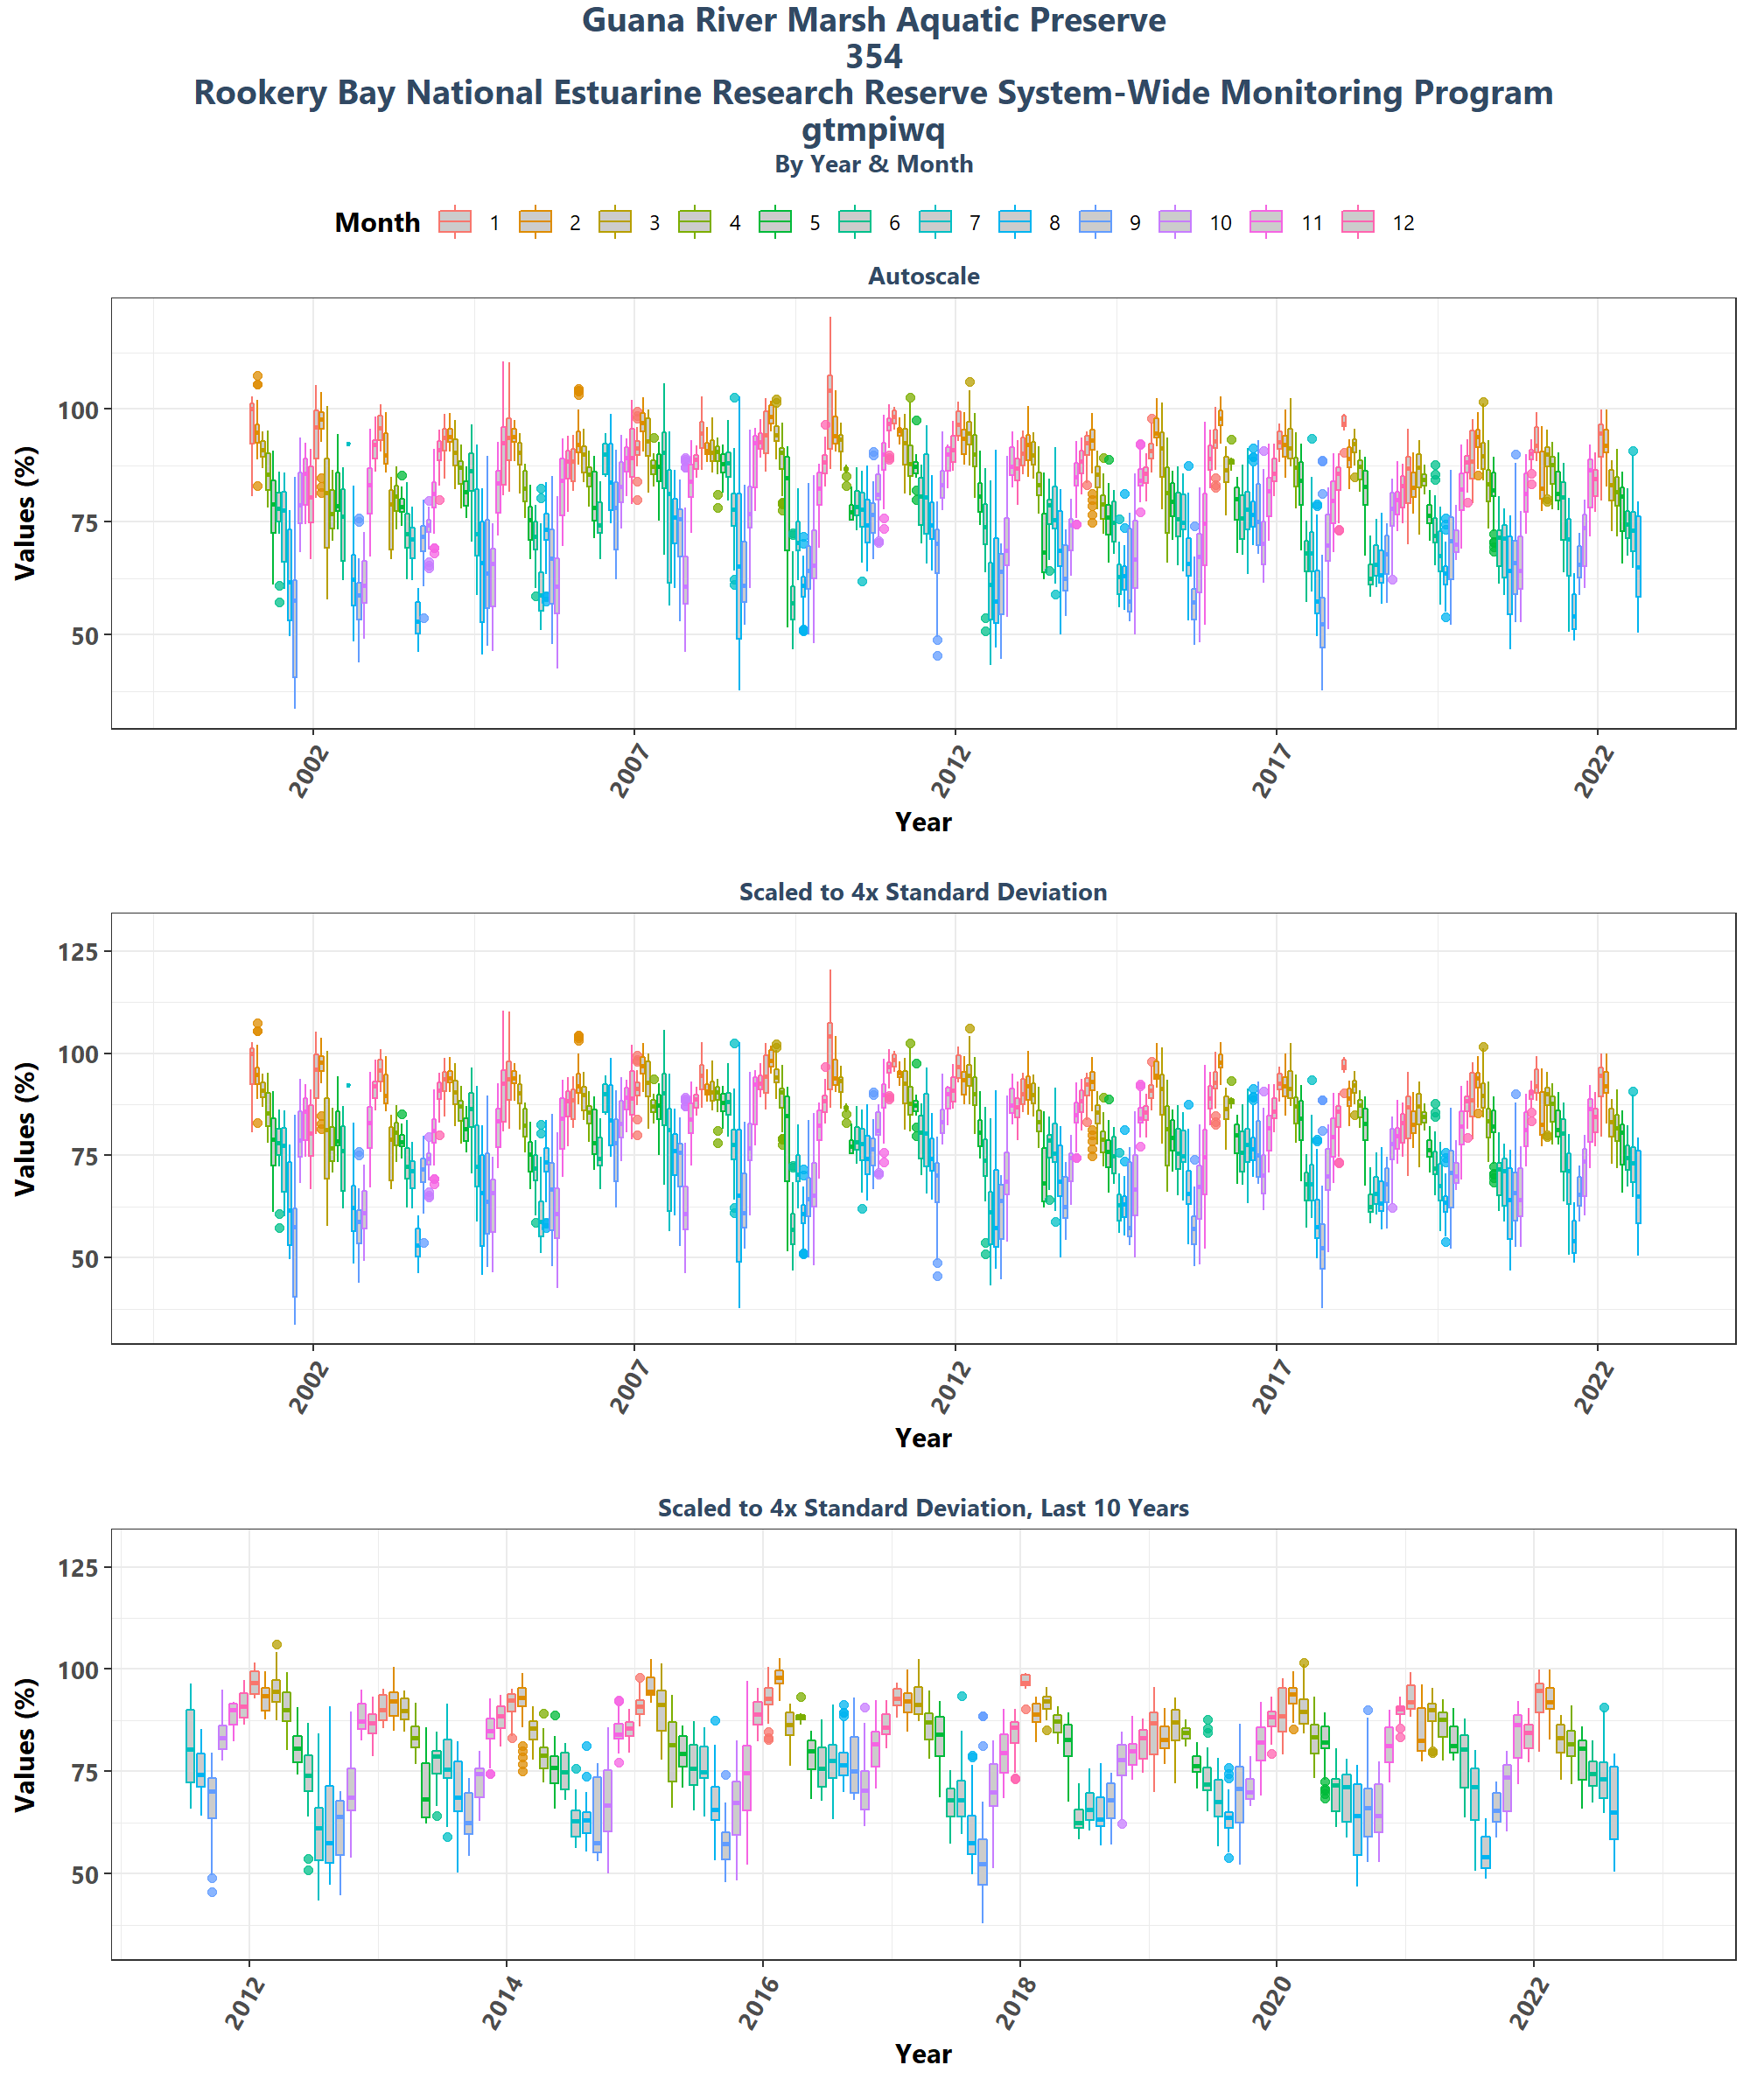 Guana River Marsh Aquatic Preserve
354
Rookery Bay National Estuarine Research Reserve System-Wide Monitoring Program
gtmpiwq
By Year & Month
Month 1 2 3 4 5 6 7 8 9 10 11 12
Autoscale
Values (%)
100
75
50
2002 2007 2012 2017 2022
Year
Scaled to 4x Standard Deviation
Values (%)
125
100
75
50
2002 2007 2012 2017 2022
Year
Scaled to 4x Standard Deviation, Last 10 Years
Values (%)
125
100
75
50
2012 2014 2016 2018 2020 2022
Year